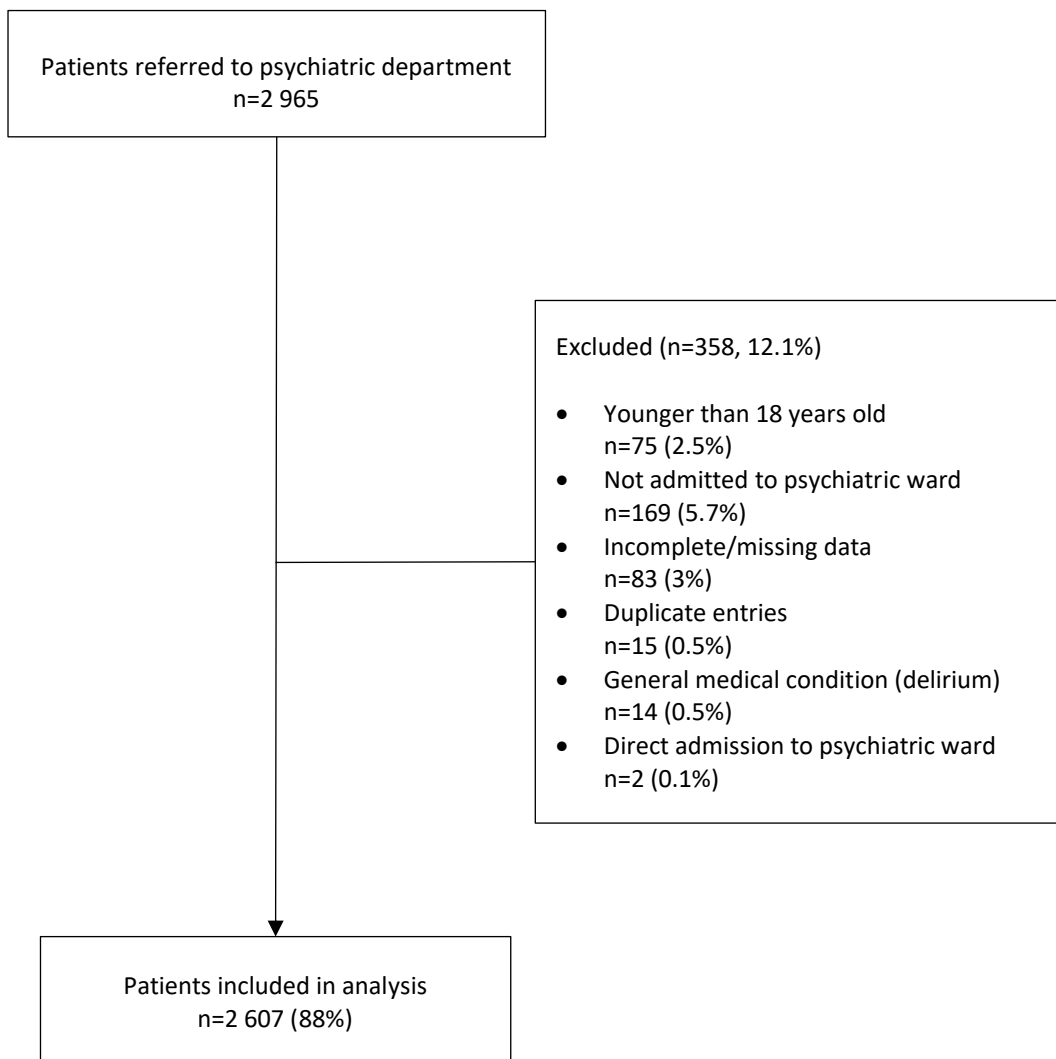 Patients referred to psychiatric department
n=2 965
Excluded (n=358, 12.1%)
• Younger than 18 years old
n=75 (2.5%)
• Not admitted to psychiatric ward
n=169 (5.7%)
• Incomplete/missing data
n=83 (3%)
• Duplicate entries
n=15 (0.5%)
• General medical condition (delirium)
n=14 (0.5%)
• Direct admission to psychiatric ward
n=2 (0.1%)
Patients included in analysis
n=2 607 (88%)